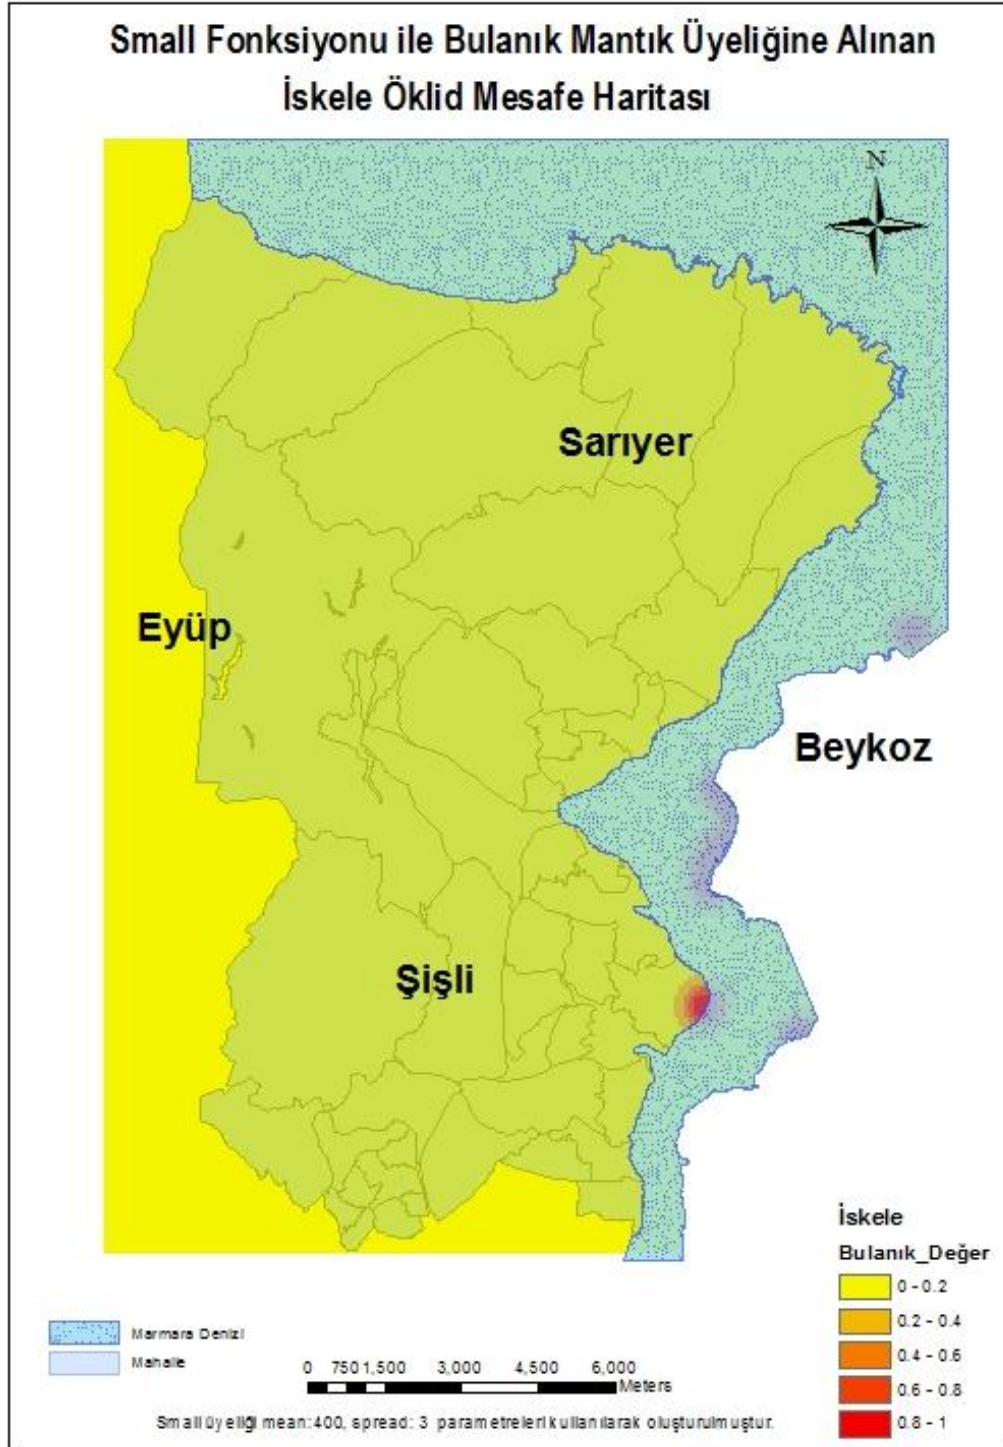 Small Fonksiyonu ile Bulanık Mantık Üyeliğine Alınan
İskele Öklid Mesafe Haritası
N
Sarıyer
Eyüp
Beykoz
Şişli
İskele
Bulanık_Değer
0 - 0.2
0.2 - 0.4
0.4 - 0.6
0.6 - 0.8
0.8 - 1
Marmara Denizi
Mahalle
0 750 1,500 3,000 4,500 6,000
Meters
Small üyeliği mean: 400, spread: 3 parametreleri kullanılarak oluşturulmuştur.